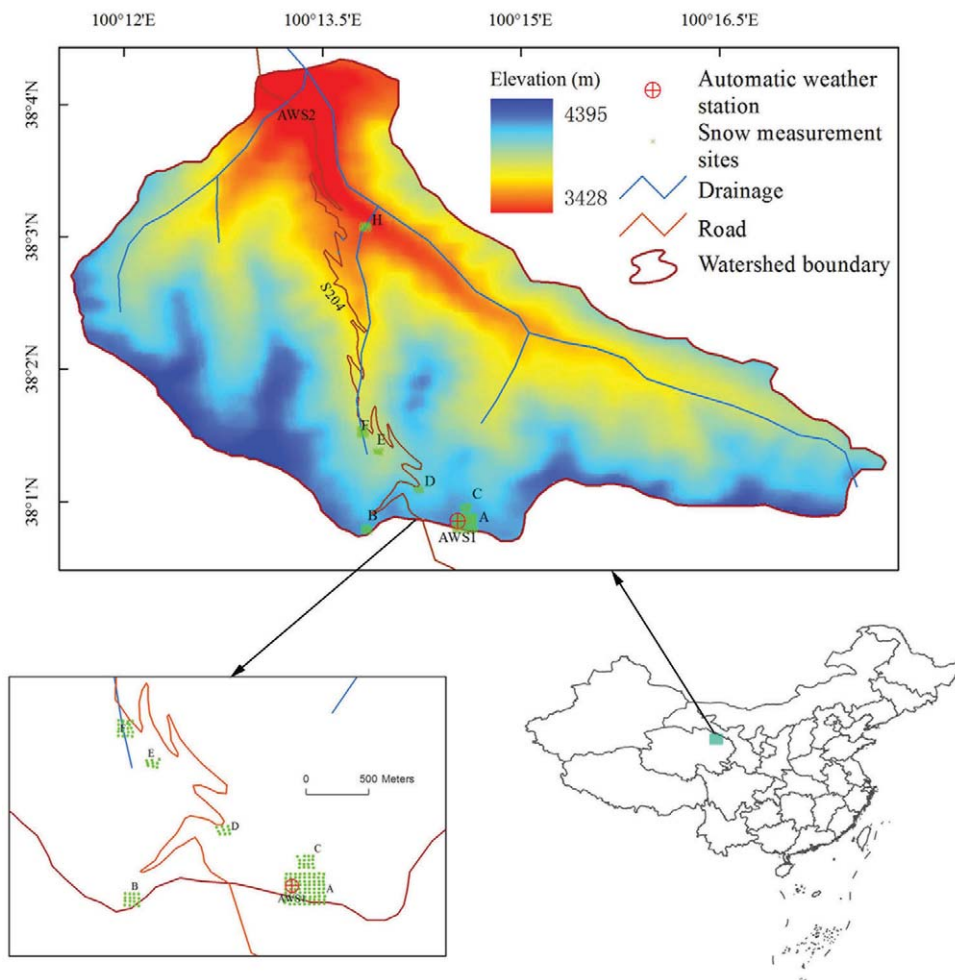 100°12'E 100°13.5'E 100°15'E 100°16.5'E
38°4'N
38°3'N
38°2'N
38°1'N
Elevation (m)
4395
3428
Automatic weather
station
Snow measurement
sites
Drainage
Road
Watershed boundary
AWS2
H
S204
F
E
D
C
B
A
AWS1
F
E
0 500 Meters
D
C
B
A
AWS1